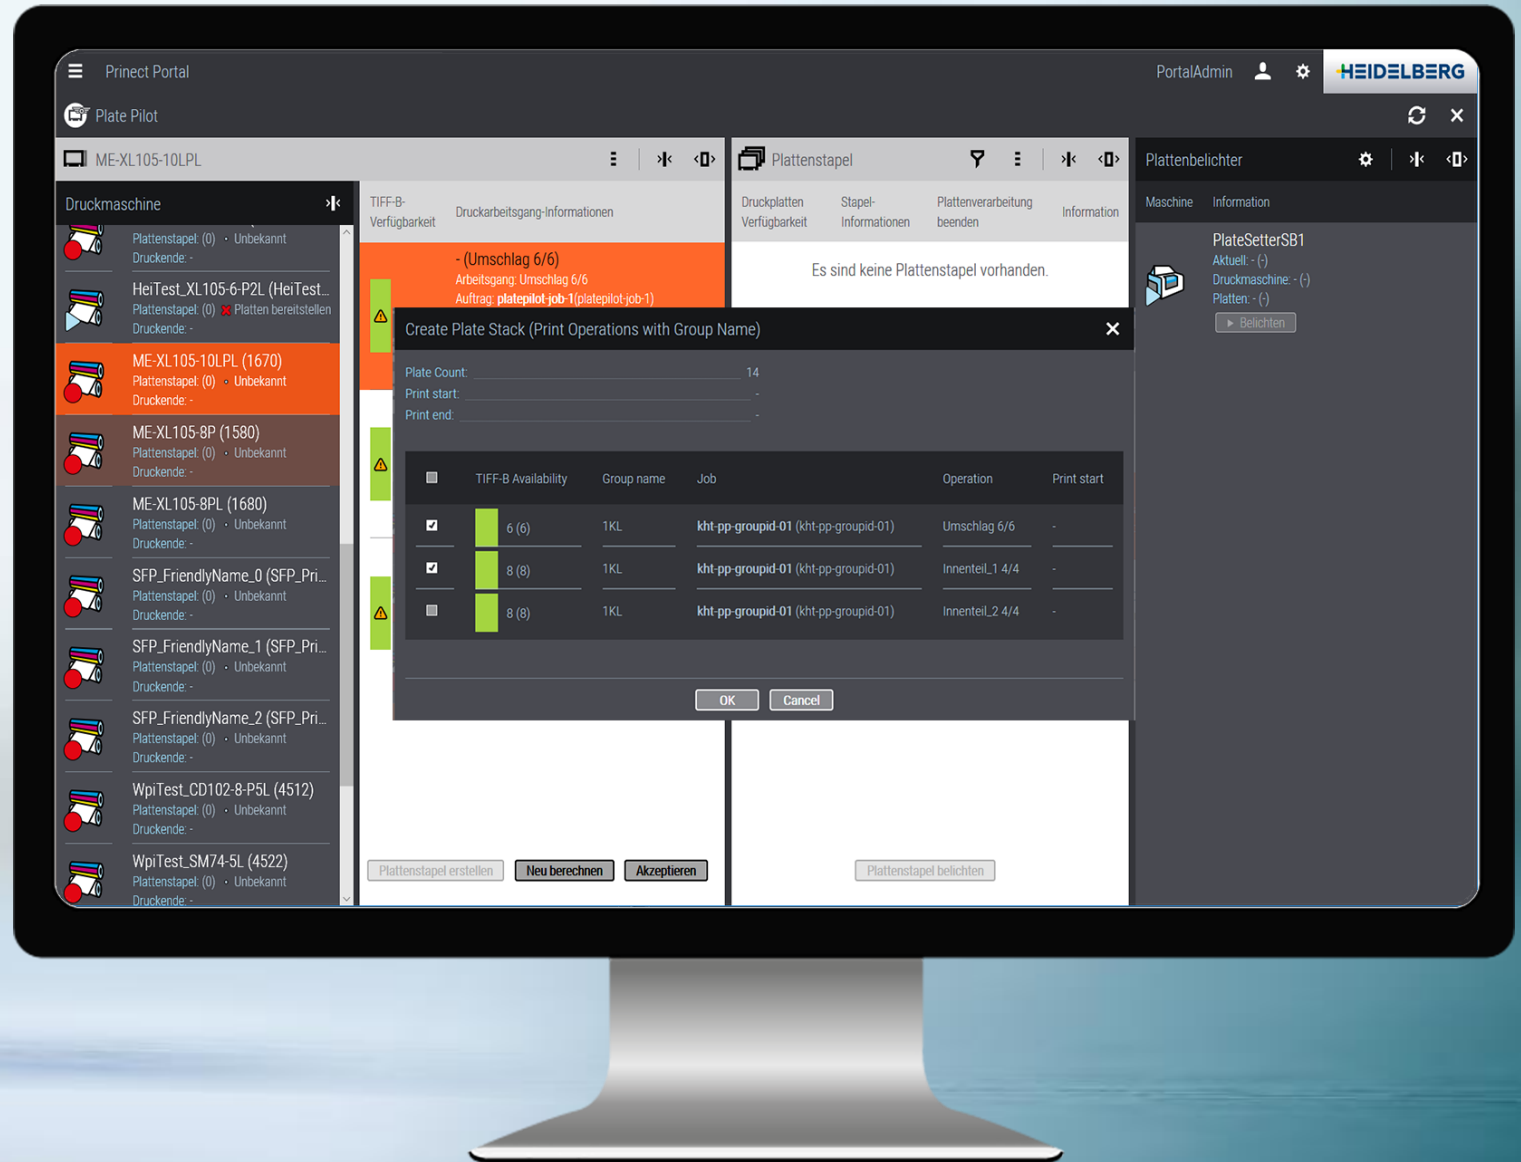 Prinect Portal
PortalAdmin
HEIDELBERG
Plate Pilot
ME-XL105-10LPL
Druckmaschine
Plattenstapel: (0) · Unbekannt
Druckende: -
HeiTest_XL105-6-P2L (HeiTest...
Plattenstapel: (0) Platten bereitstellen
Druckende: -
ME-XL105-10LPL (1670)
Plattenstapel: (0) · Unbekannt
Druckende: -
ME-XL105-8P (1580)
Plattenstapel: (0) · Unbekannt
Druckende: -
ME-XL105-8PL (1680)
Plattenstapel: (0) · Unbekannt
Druckende: -
SFP_FriendlyName_0 (SFP_Pri...
Plattenstapel: (0) · Unbekannt
Druckende: -
SFP_FriendlyName_1 (SFP_Pri...
Plattenstapel: (0) · Unbekannt
Druckende: -
SFP_FriendlyName_2 (SFP_Pri...
Plattenstapel: (0) · Unbekannt
Druckende: -
WpiTest_CD102-8-P5L (4512)
Plattenstapel: (0) · Unbekannt
Druckende: -
WpiTest_SM74-5L (4522)
Plattenstapel: (0) · Unbekannt
Druckende: -
TIFF-B-
Verfügbarkeit
Druckarbeitsgang-Informationen
- (Umschlag 6/6)
Arbeitsgang: Umschlag 6/6
Auftrag: platepilot-job-1(platepilot-job-1)
Plattenstapel erstellen
Neu berechnen
Akzeptieren
Plattenstapel
Druckplatten
Verfügbarkeit
Stapel-
Informationen
Plattenverarbeitung
beenden
Information
Es sind keine Plattenstapel vorhanden.
Plattenstapel belichten
Create Plate Stack (Print Operations with Group Name)
Plate Count: 14
Print start: -
Print end: -
TIFF-B Availability Group name Job Operation Print start
6 (6) 1KL kht-pp-groupid-01 (kht-pp-groupid-01) Umschlag 6/6 -
8 (8) 1KL kht-pp-groupid-01 (kht-pp-groupid-01) Innenteil_1 4/4 -
8 (8) 1KL kht-pp-groupid-01 (kht-pp-groupid-01) Innenteil_2 4/4 -
OK
Cancel
Plattenbelichter
Maschine Information
PlateSetterSB1
Aktuell: - (-)
Druckmaschine: - (-)
Platten: - (-)
Belichten